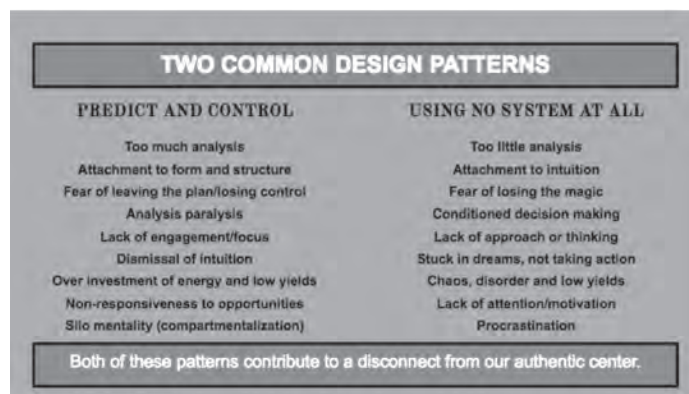 TWO COMMON DESIGN PATTERNS
PREDICT AND CONTROL
Too much analysis
Attachment to form and structure
Fear of leaving the plan/losing control
Analysis paralysis
Lack of engagement/focus
Dismissal of intuition
Over investment of energy and low yields
Non-responsiveness to opportunities
Silo mentality (compartmentalization)
USING NO SYSTEM AT ALL
Too little analysis
Attachment to intuition
Fear of losing the magic
Conditioned decision making
Lack of approach or thinking
Stuck in dreams, not taking action
Chaos, disorder and low yields
Lack of attention/motivation
Procrastination
Both of these patterns contribute to a disconnect from our authentic center.